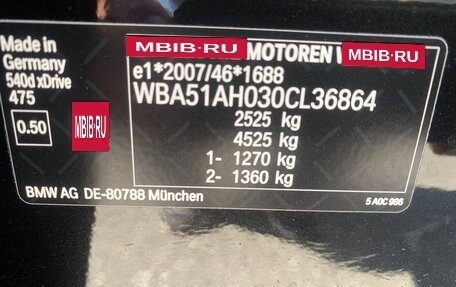 Made in
Germany
540d xDrive
475
0.50
MBIB·RU
MBIB-RU MOTOREN MBIB-RU
e1*2007/46*1688
WBA51AH030CL36864
2525 kg
4525 kg
1- 1270 kg
2- 1360 kg
BMW AG DE-80788 München
5 A0C 986